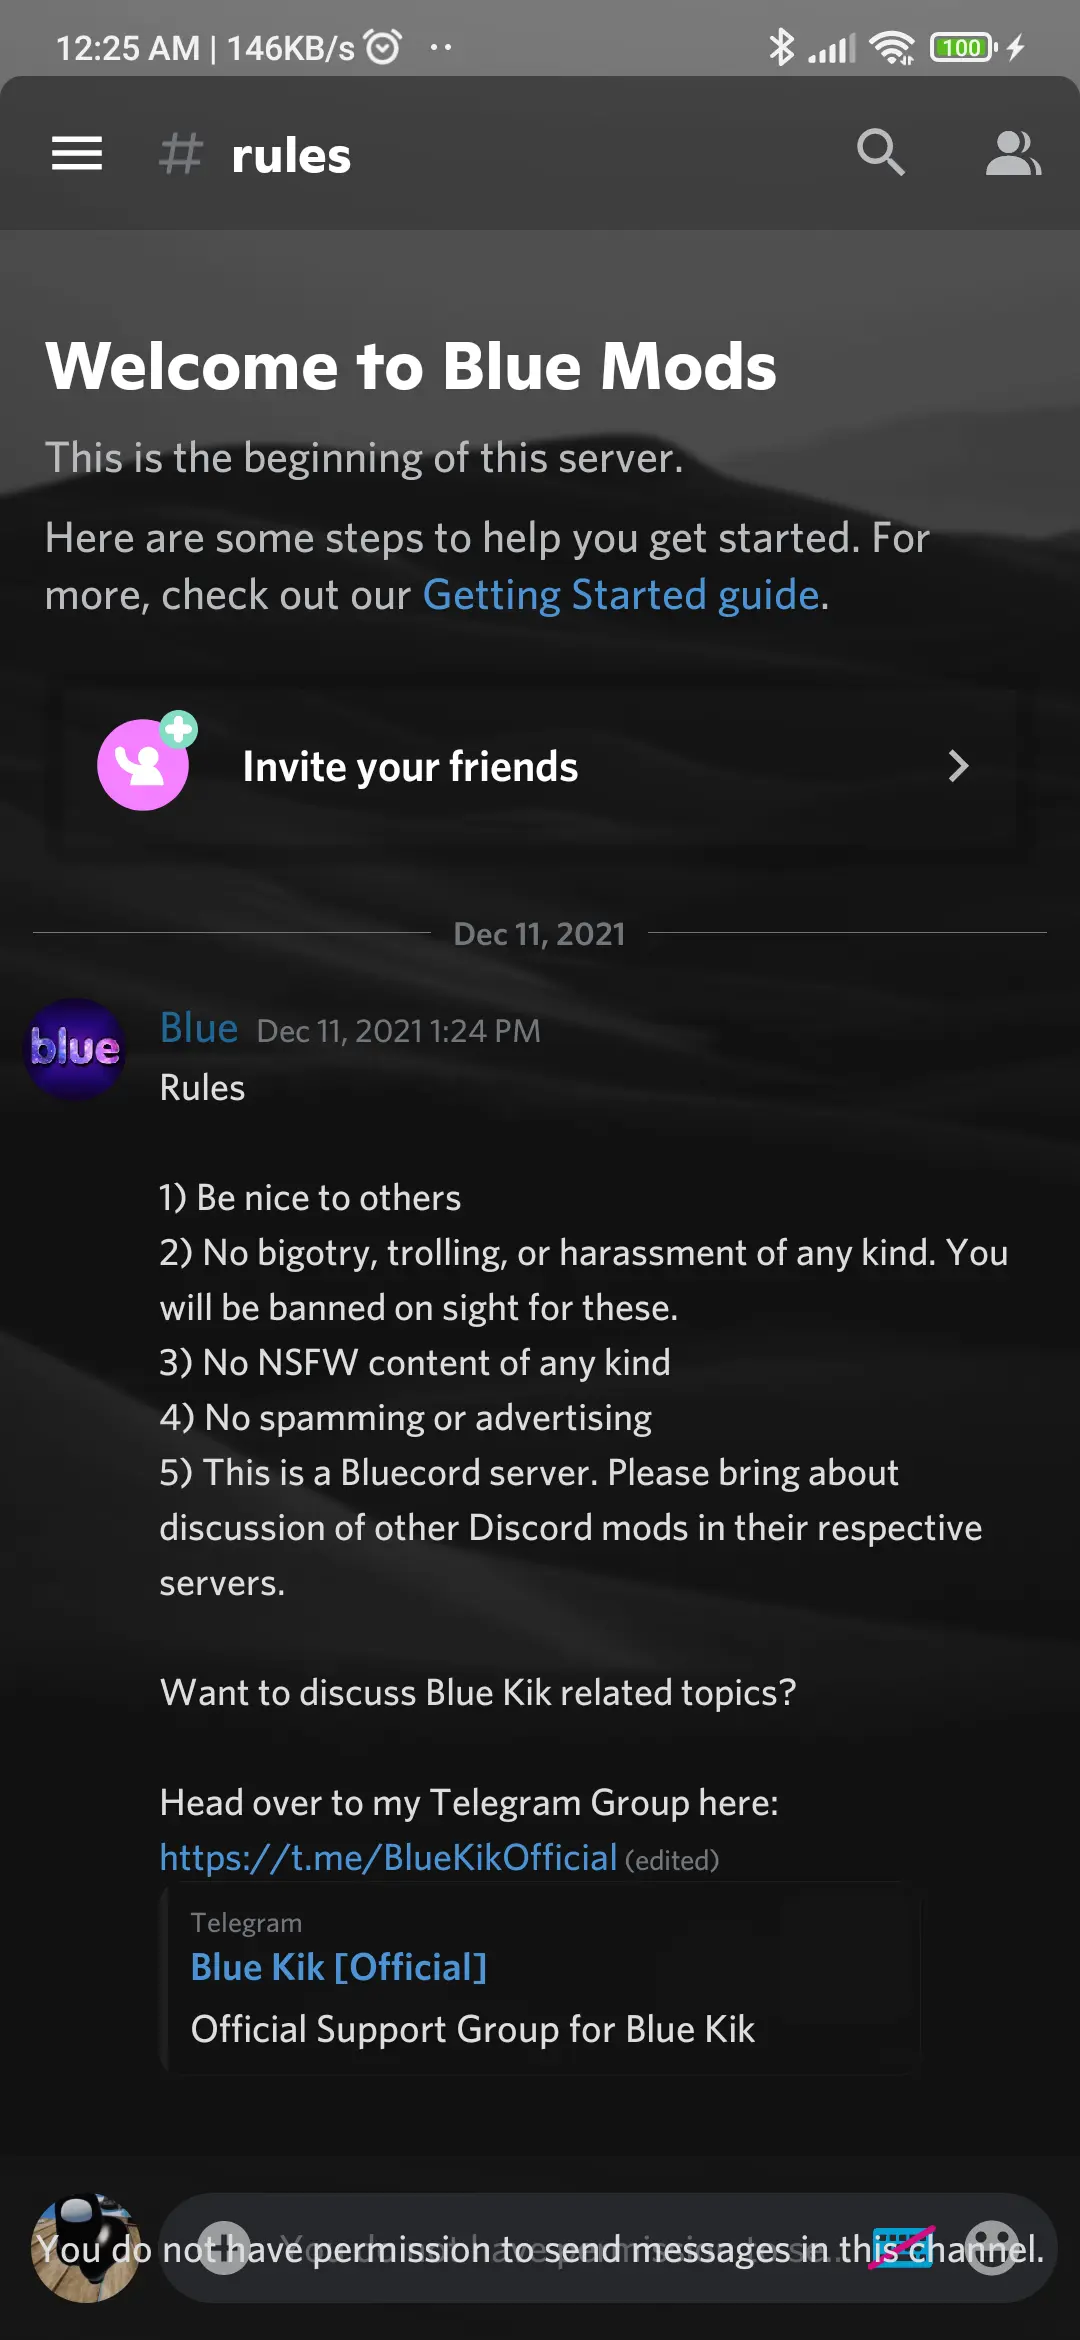 12:25 AM | 146KB/s
100
# rules
Welcome to Blue Mods
This is the beginning of this server.
Here are some steps to help you get started. For
more, check out our Getting Started guide.
Invite your friends
Dec 11, 2021
blue
Blue Dec 11, 2021 1:24 PM
Rules
1) Be nice to others
2) No bigotry, trolling, or harassment of any kind. You
will be banned on sight for these.
3) No NSFW content of any kind
4) No spamming or advertising
5) This is a Bluecord server. Please bring about
discussion of other Discord mods in their respective
servers.
Want to discuss Blue Kik related topics?
Head over to my Telegram Group here:
https://t.me/BlueKikOfficial (edited)
Telegram
Blue Kik [Official]
Official Support Group for Blue Kik
You do not have permission to send messages in this channel.